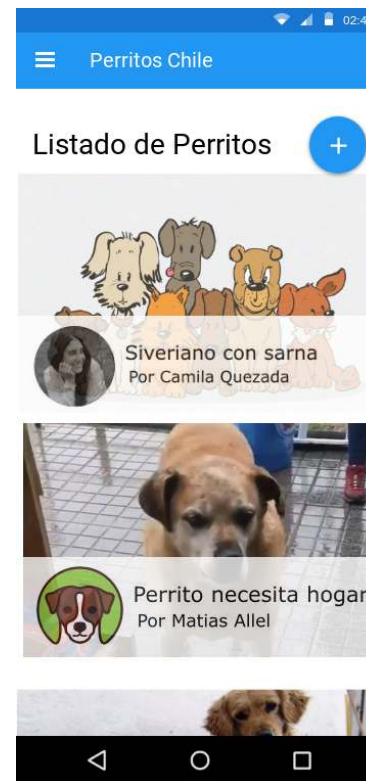 02:4
Perritos Chile
Listado de Perritos
+
Siveriano con sarna
Por Camila Quezada
Perrito necesita hogar
Por Matias Allel